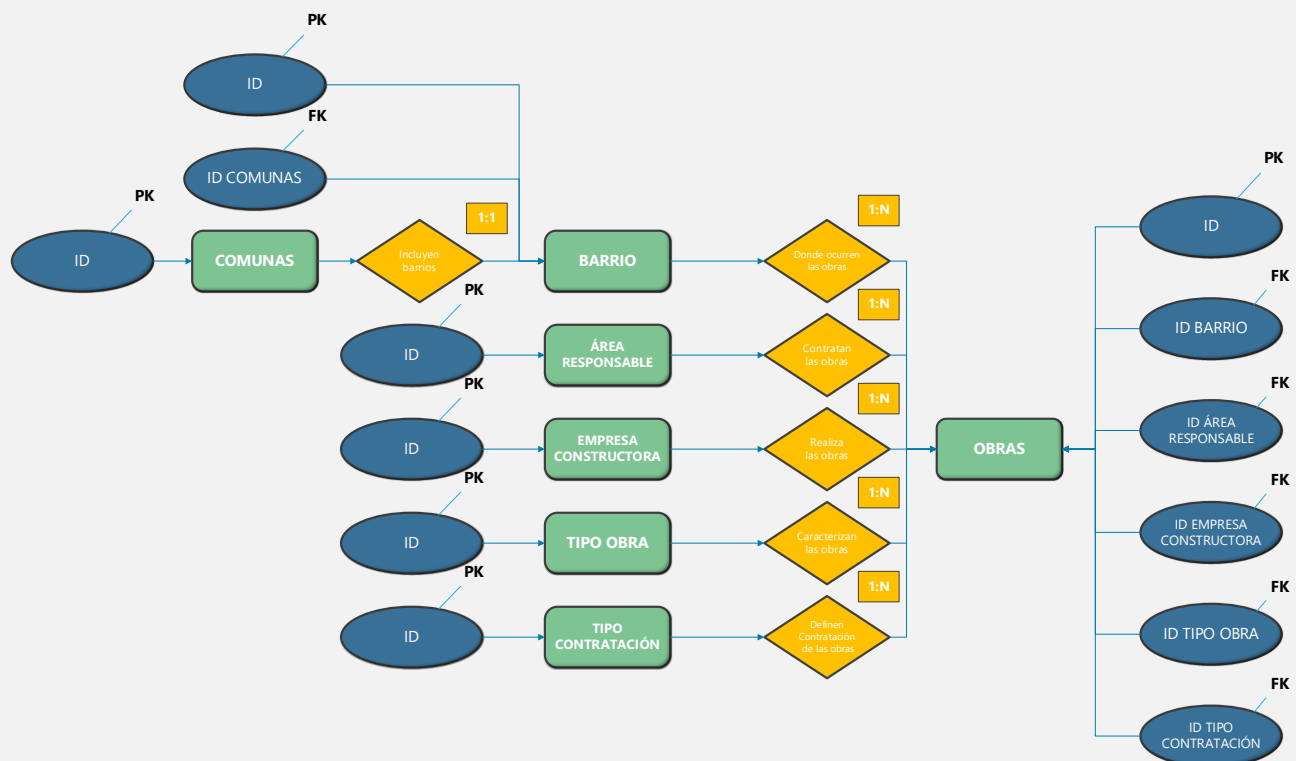 PK
ID
FK
ID COMUNAS
PK
ID
COMUNAS
Incluyen
barrios
1:1
BARRIO
Donde ocurren
las obras
1:N
PK
ID
ÁREA
RESPONSABLE
Contratan
las obras
1:N
PK
ID
EMPRESA
CONSTRUCTORA
Realiza
las obras
1:N
PK
ID
TIPO OBRA
Caracterizan
las obras
1:N
PK
ID
TIPO
CONTRATACIÓN
Definen
Contratación
de las obras
1:N
OBRAS
PK
ID
FK
ID BARRIO
FK
ID ÁREA
RESPONSABLE
FK
ID EMPRESA
CONSTRUCTORA
FK
ID TIPO OBRA
FK
ID TIPO
CONTRATACIÓN